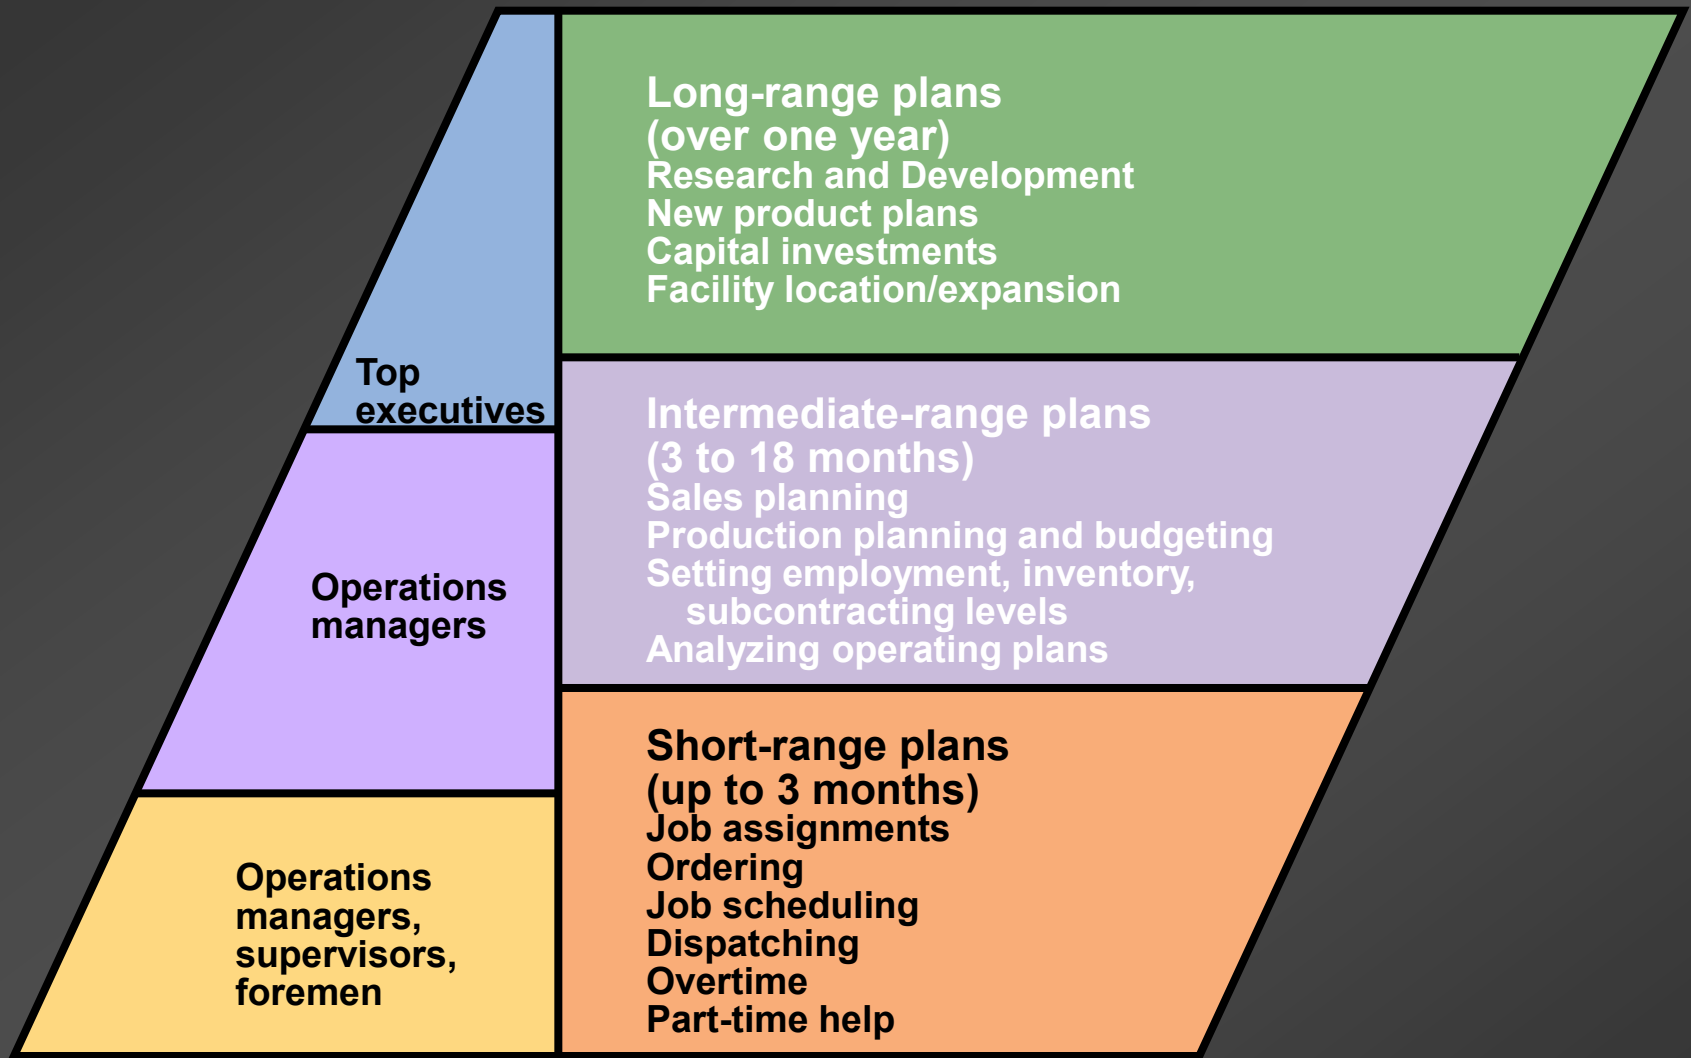 Long-range plans
(over one year)
Research and Development
New product plans
Capital investments
Facility location/expansion
Top
executives
Intermediate-range plans
(3 to 18 months)
Sales planning
Production planning and budgeting
Setting employment, inventory,
subcontracting levels
Analyzing operating plans
Operations
managers
Short-range plans
(up to 3 months)
Job assignments
Ordering
Job scheduling
Dispatching
Overtime
Part-time help
Operations
managers,
supervisors,
foremen